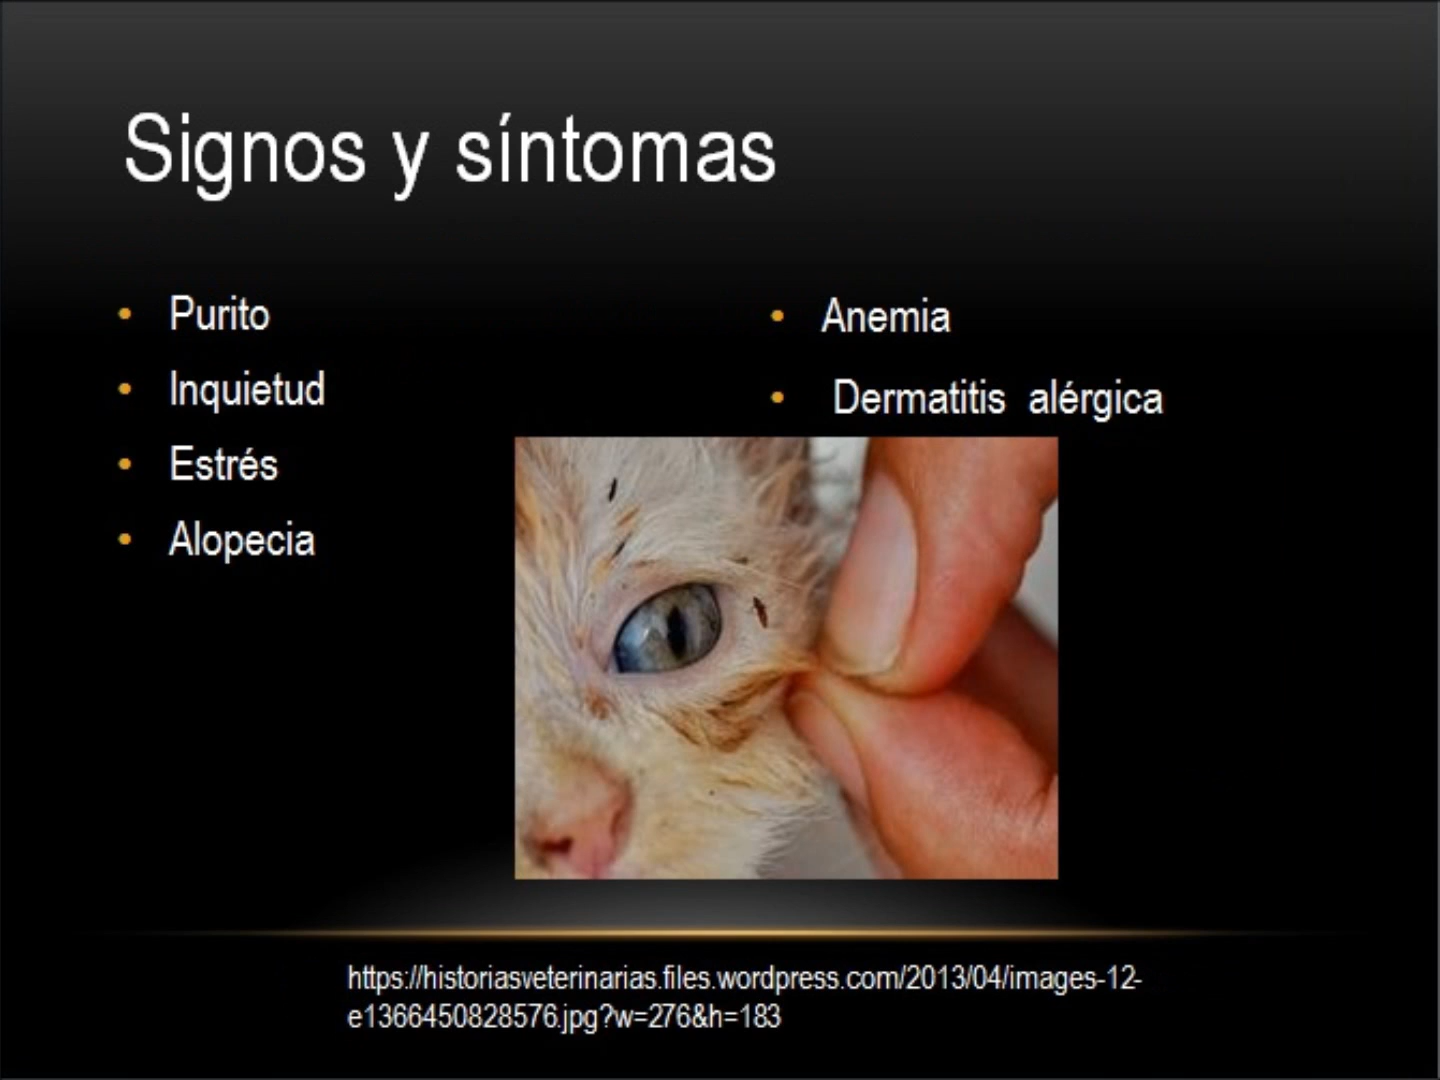 Signos y síntomas
• Purito
• Inquietud
• Estrés
• Alopecia
• Anemia
• Dermatitis alérgica
https://historiasveterinarias.files.wordpress.com/2013/04/images-12-
e1366450828576.jpg?w=276&h=183